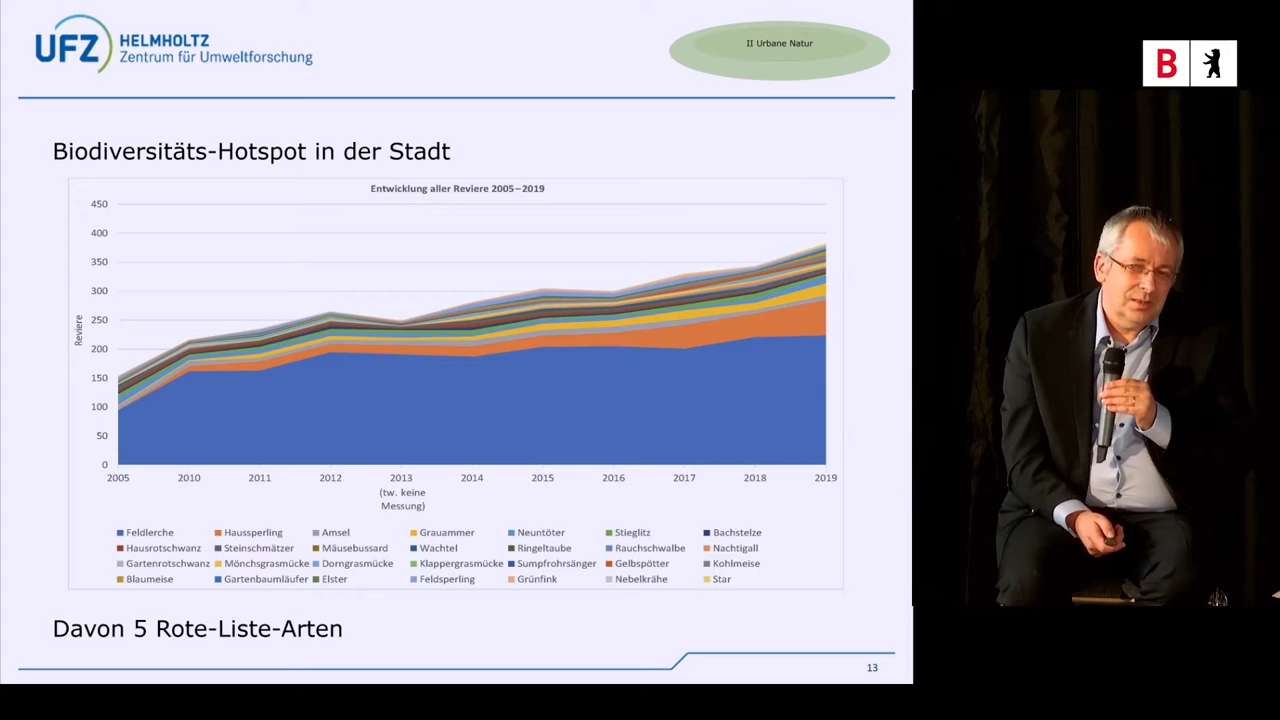 UFZ HELMHOLTZ
Zentrum für Umweltforschung
II Urbane Natur
B
Biodiversitäts-Hotspot in der Stadt
Entwicklung aller Reviere 2005–2019
Reviere
450
400
350
300
250
200
150
100
50
0
2005 2010 2011 2012 2013 2014 2015 2016 2017 2018 2019
(tw. keine
Messung)
Feldlerche Haussperling Amsel Grauammer Neuntöter Stieglitz Bachstelze
Hausrotschwanz Steinschmätzer Mäusebussard Wachtel Ringeltaube Rauchschwalbe Nachtigall
Gartenrotschwanz Mönchsgrasmücke Dorngrasmücke Klappergrasmücke Sumpfrohrsänger Gelbspötter Kohlmeise
Blaumeise Gartenbaumläufer Elster Feldsperling Grünfink Nebelkrähe Star
Davon 5 Rote-Liste-Arten
13